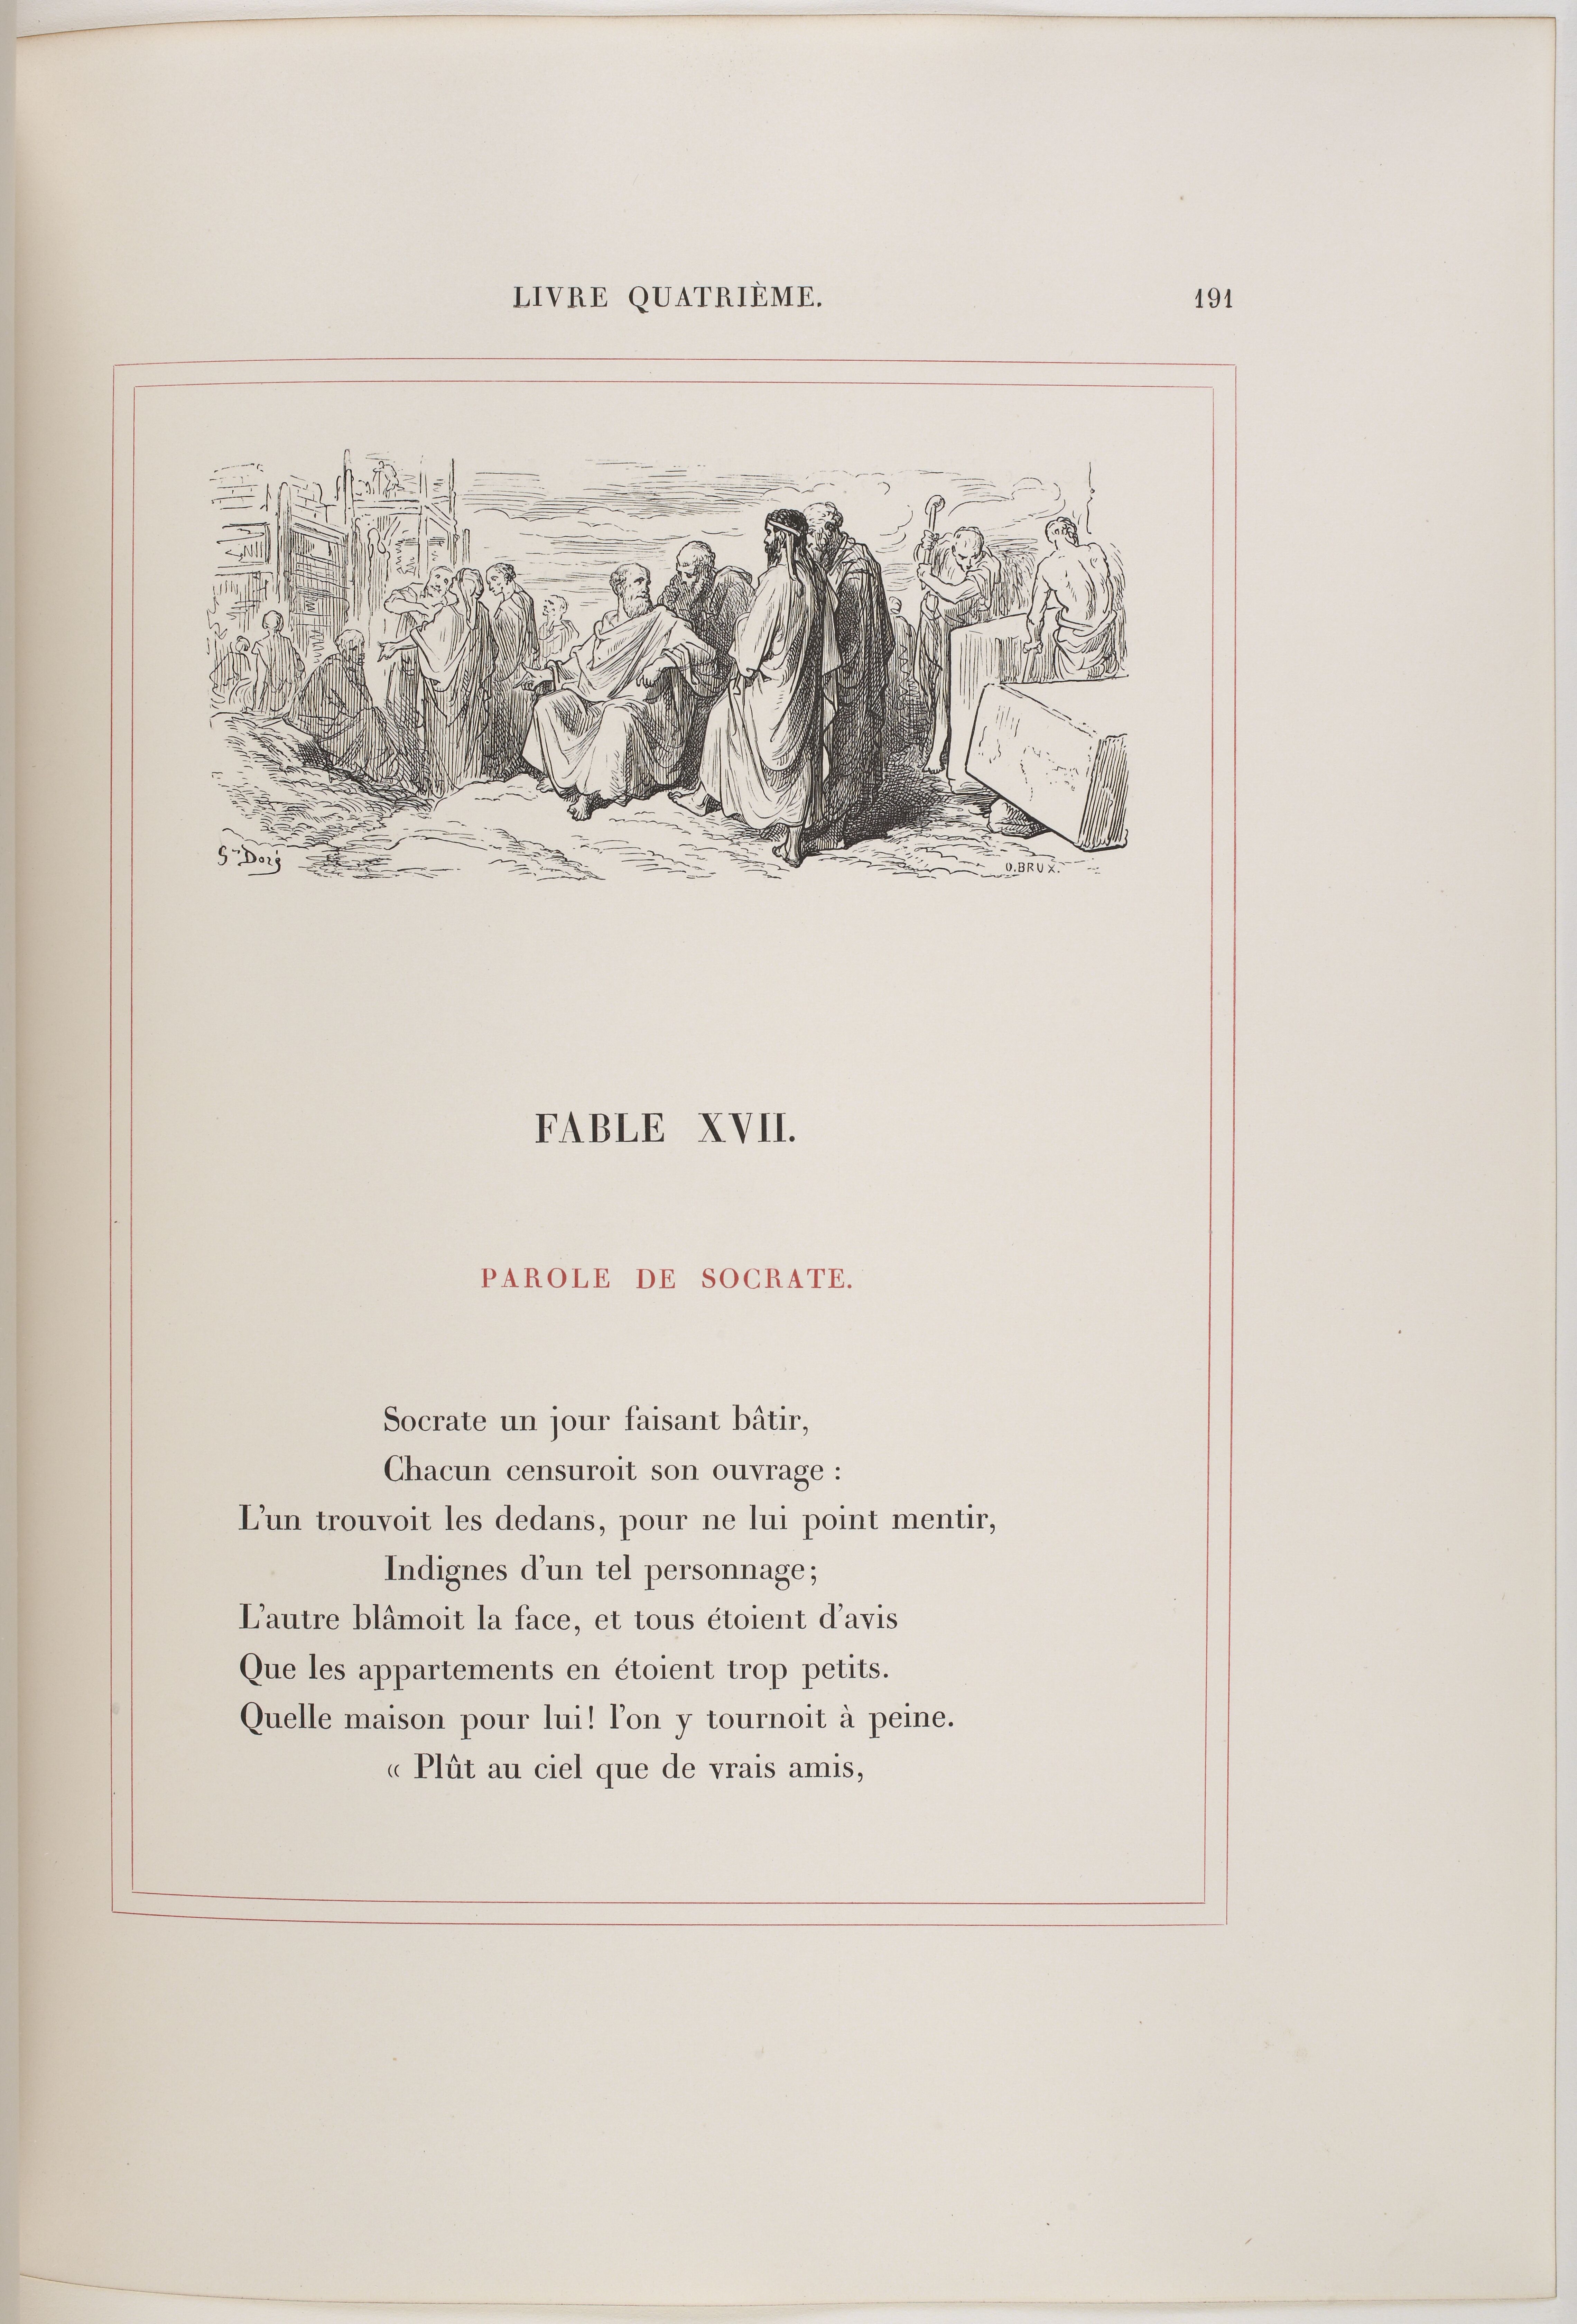 LIVRE QUATRIÈME. 191
Gve Doré O.BRUX.
FABLE XVII.
PAROLE DE SOCRATE.
Socrate un jour faisant bâtir,
Chacun censuroit son ouvrage :
L'un trouvoit les dedans, pour ne lui point mentir,
Indignes d'un tel personnage;
L'autre blâmoit la face, et tous étoient d'avis
Que les appartements en étoient trop petits.
Quelle maison pour lui! l'on y tournoit à peine.
« Plût au ciel que de vrais amis,